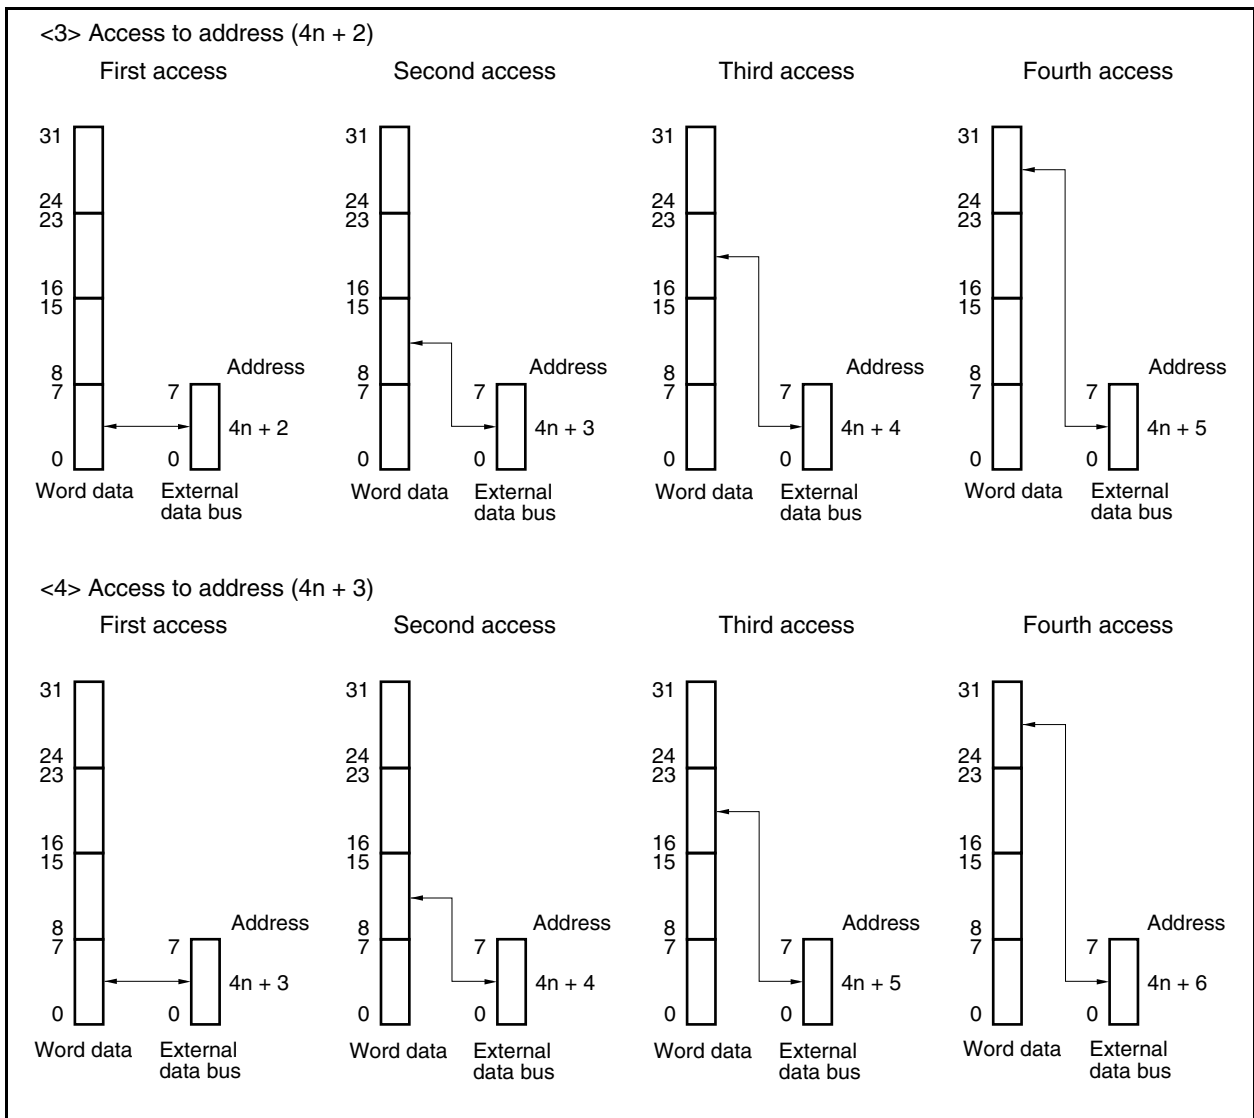 <3> Access to address (4n + 2)
First access
Second access
Third access
Fourth access
31
24
23
16
15
8
7
0
7
0
Address
4n + 2
Word data
External
data bus
31
24
23
16
15
8
7
0
7
0
Address
4n + 3
Word data
External
data bus
31
24
23
16
15
8
7
0
7
0
Address
4n + 4
Word data
External
data bus
31
24
23
16
15
8
7
0
7
0
Address
4n + 5
Word data
External
data bus
<4> Access to address (4n + 3)
First access
Second access
Third access
Fourth access
31
24
23
16
15
8
7
0
7
0
Address
4n + 3
Word data
External
data bus
31
24
23
16
15
8
7
0
7
0
Address
4n + 4
Word data
External
data bus
31
24
23
16
15
8
7
0
7
0
Address
4n + 5
Word data
External
data bus
31
24
23
16
15
8
7
0
7
0
Address
4n + 6
Word data
External
data bus